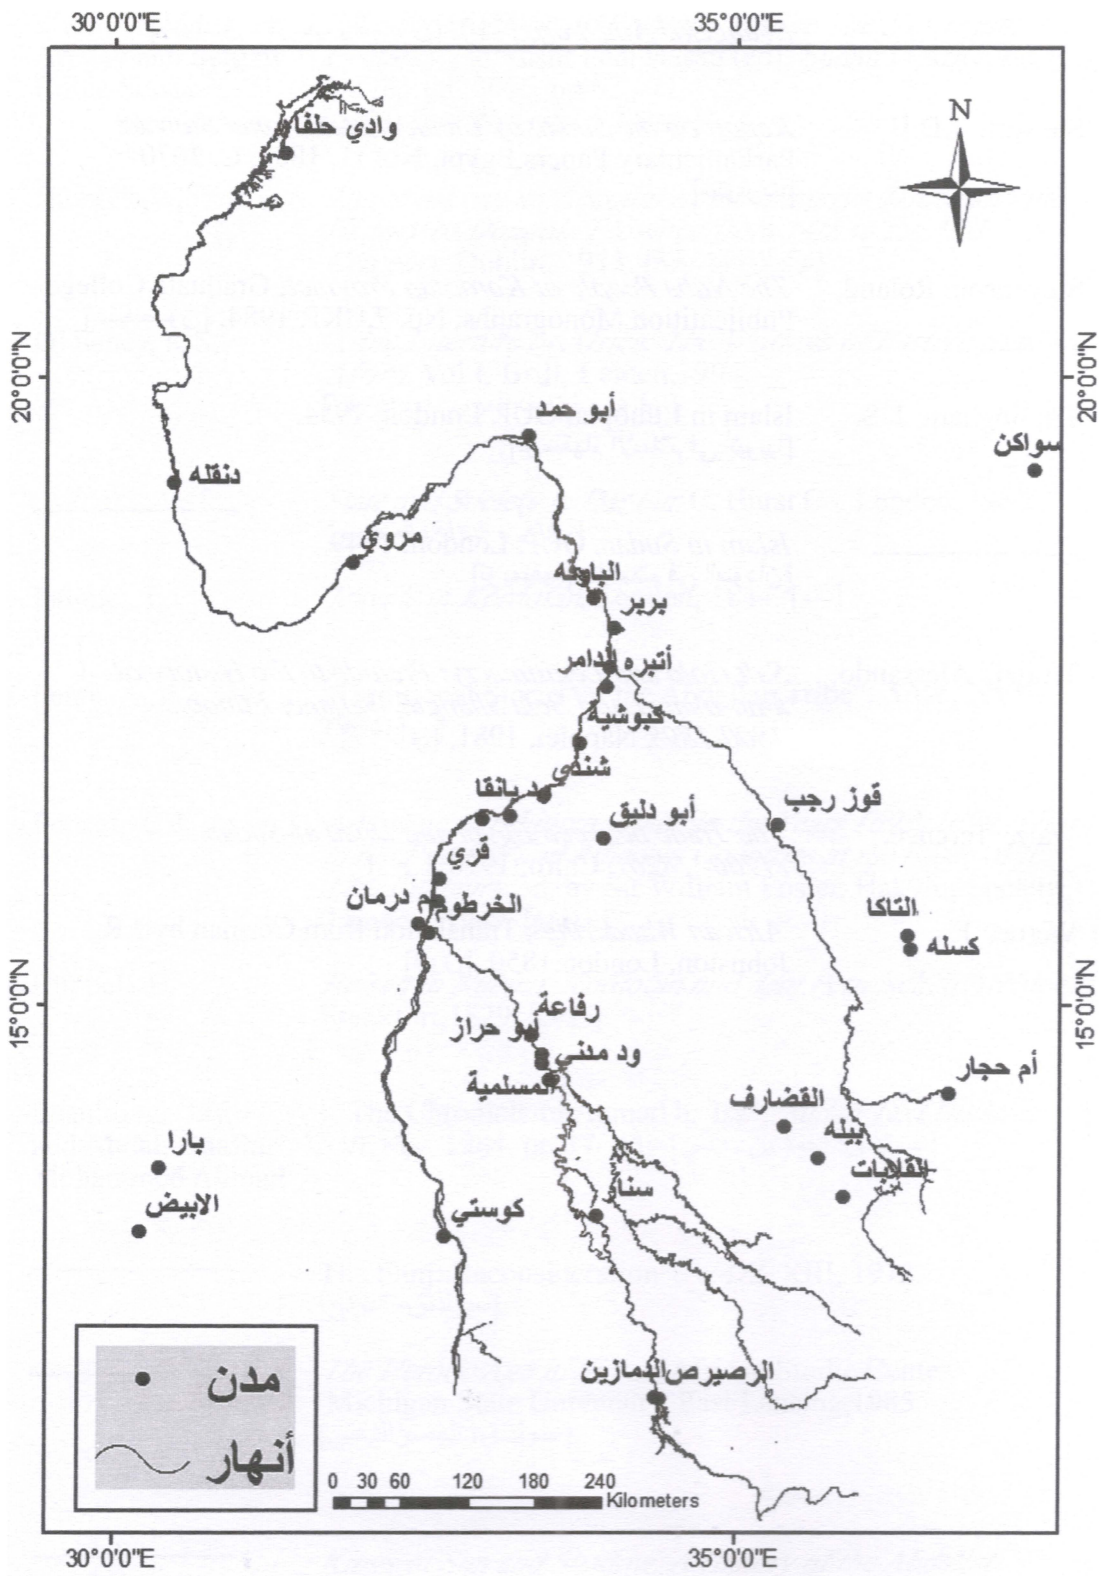 30°0'0"E
35°0'0"E
N
وادي حلفا
20°0'0"N
20°0'0"N
أبو حمد
سواكن
دنقله
مروي
الباوقه
بربر
أتبره
الدامر
كبوشية
شندي
ديانقا
قوز رجب
أبو دليق
قري
التاكا
أم درمان
الخرطوم
كسله
15°0'0"N
15°0'0"N
رفاعة
أبو حراز
ود مدني
المسلمية
أم حجار
القضارف
بيله
القلابات
بارا
سنار
الابيض
كوستي
الرصيرص
الدمازين
مدن
أنهار
0 30 60 120 180 240
Kilometers
30°0'0"E
35°0'0"E